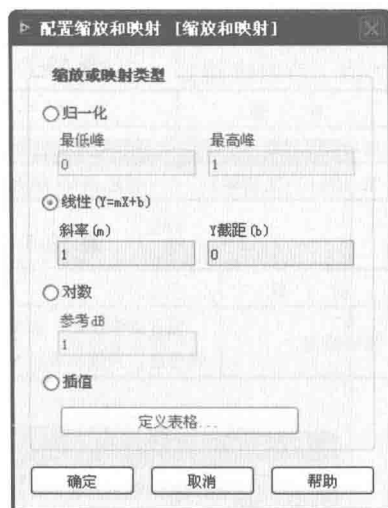 配置缩放和映射 [缩放和映射]
缩放或映射类型
归一化
最低峰 最高峰
0 1
线性(Y=mX+b)
斜率(m) Y截距(b)
1 0
对数
参考dB
1
插值
定义表格...
确定 取消 帮助